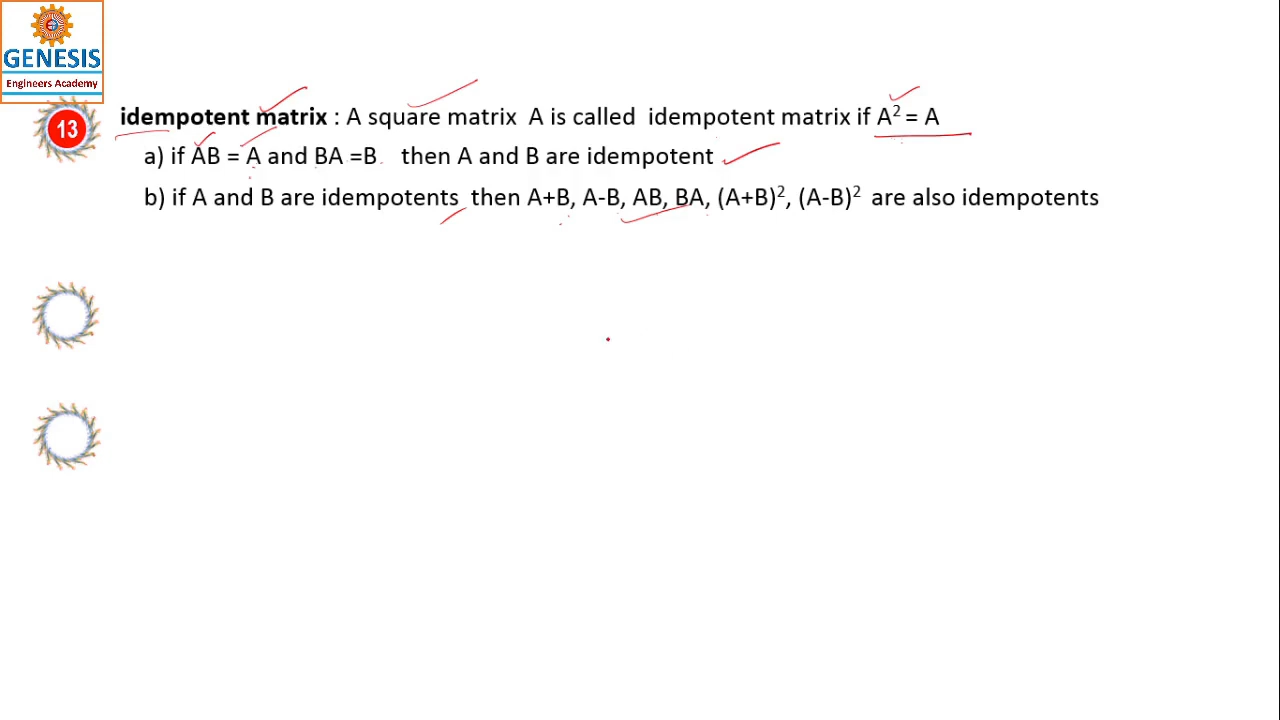 GENESIS
Engineers Academy
13
idempotent matrix : A square matrix A is called idempotent matrix if A² = A
a) if AB = A and BA =B then A and B are idempotent
b) if A and B are idempotents then A+B, A-B, AB, BA, (A+B)², (A-B)² are also idempotents